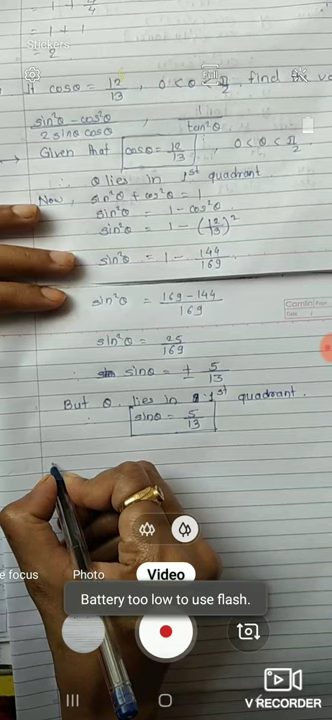 = 1 + 1
= 2
Stickers
If cosθ = 12/13, 0 < θ < π/2, find the
sin²θ - cos²θ / 2 sinθ cosθ , 1 / tan²θ
→ Given that cosθ = 12/13, 0 < θ < π/2.
∴ θ lies in 1st quadrant.
Now, sin²θ + cos²θ = 1
sin²θ = 1 - cos²θ
sin²θ = 1 - (12/13)²
sin²θ = 1 - 144/169
Camlin
sin²θ = 169-144/169
sin²θ = 25/169
∴ sinθ = ± 5/13
But θ lies in 1st quadrant.
∴ sinθ = 5/13
e focus Photo Video
Battery too low to use flash.
V RECORDER